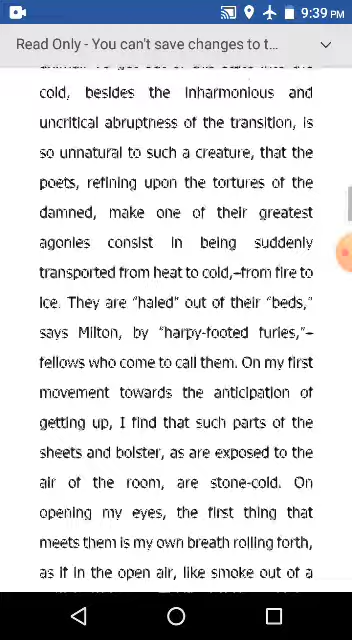 9:39 PM
Read Only - You can't save changes to t...
cold, besides the inharmonious and
uncritical abruptness of the transition, is
so unnatural to such a creature, that the
poets, refining upon the tortures of the
damned, make one of their greatest
agonies consist in being suddenly
transported from heat to cold,–from fire to
ice. They are “haled” out of their “beds,”
says Milton, by “harpy-footed furies,”–
fellows who come to call them. On my first
movement towards the anticipation of
getting up, I find that such parts of the
sheets and bolster, as are exposed to the
air of the room, are stone-cold. On
opening my eyes, the first thing that
meets them is my own breath rolling forth,
as if in the open air, like smoke out of a